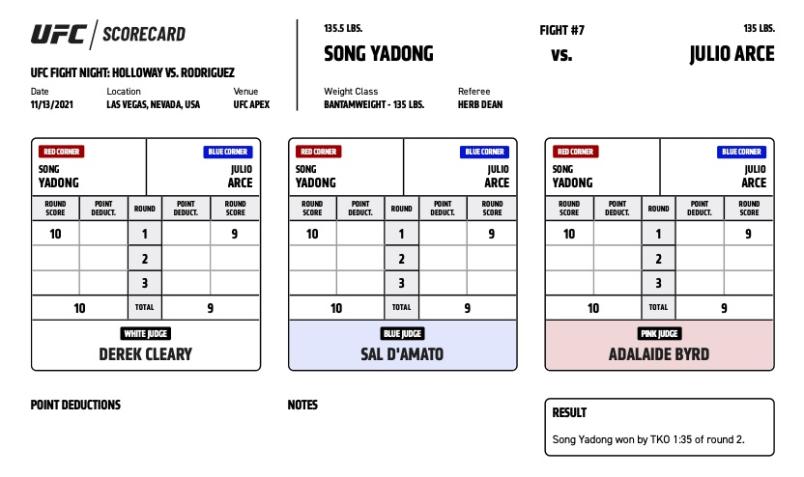 UFC / SCORECARD
UFC FIGHT NIGHT: HOLLOWAY VS. RODRIGUEZ
Date Location Venue
11/13/2021 LAS VEGAS, NEVADA, USA UFC APEX
135.5 LBS. FIGHT #7 135 LBS.
SONG YADONG vs. JULIO ARCE
Weight Class Referee
BANTAMWEIGHT - 135 LBS. HERB DEAN
RED CORNER BLUE CORNER
SONG JULIO
YADONG ARCE
ROUND POINT ROUND POINT ROUND
SCORE DEDUCT. DEDUCT. SCORE
10 1 9
2
3
10 TOTAL 9
WHITE JUDGE
DEREK CLEARY
RED CORNER BLUE CORNER
SONG JULIO
YADONG ARCE
ROUND POINT ROUND POINT ROUND
SCORE DEDUCT. DEDUCT. SCORE
10 1 9
2
3
10 TOTAL 9
BLUE JUDGE
SAL D'AMATO
RED CORNER BLUE CORNER
SONG JULIO
YADONG ARCE
ROUND POINT ROUND POINT ROUND
SCORE DEDUCT. DEDUCT. SCORE
10 1 9
2
3
10 TOTAL 9
PINK JUDGE
ADALAIDE BYRD
POINT DEDUCTIONS
NOTES
RESULT
Song Yadong won by TKO 1:35 of round 2.